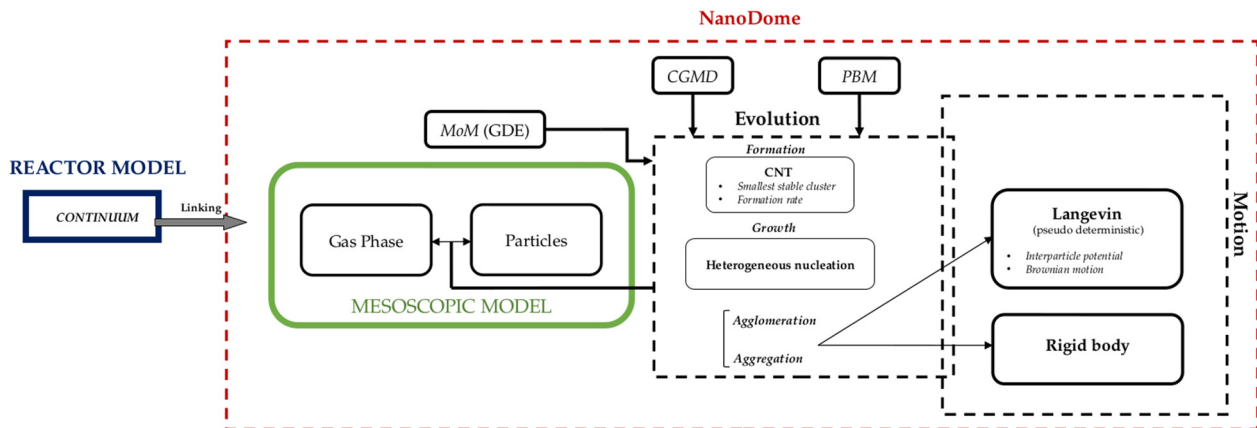 NanoDome
CGMD
PBM
Evolution
MoM (GDE)
Formation
CNT
• Smallest stable cluster
• Formation rate
REACTOR MODEL
CONTINUUM
Linking
Gas Phase
Particles
MESOSCOPIC MODEL
Growth
Heterogeneous nucleation
Agglomeration
Aggregation
Motion
Langevin
(pseudo deterministic)
• Interparticle potential
• Brownian motion
Rigid body